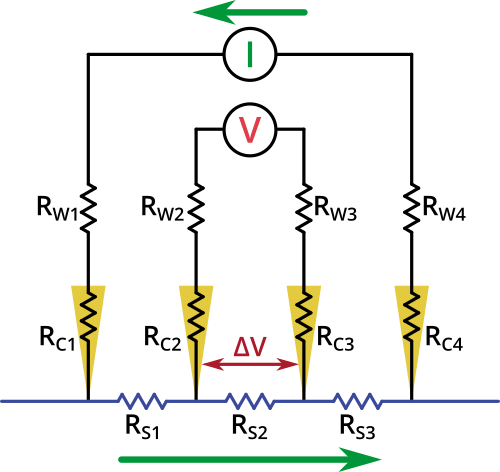 I
V
RW1 RW2 RW3 RW4
RC1 RC2 RC3 RC4
ΔV
RS1 RS2 RS3